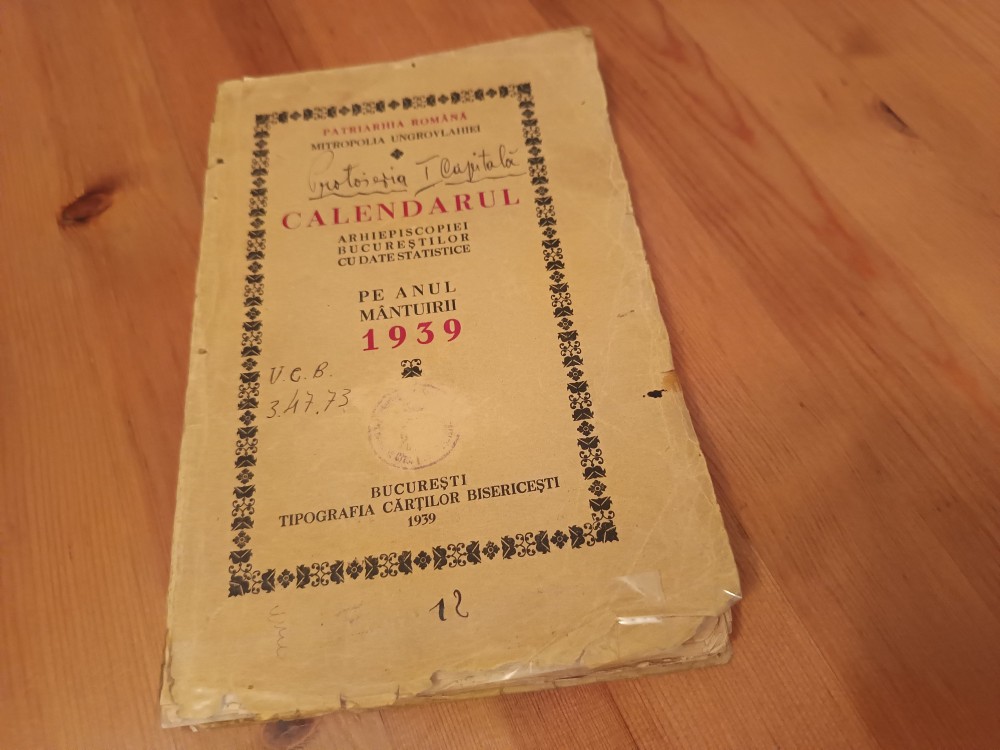 PATRIARHIA ROMÂNĂ
MITROPOLIA UNGROVLAHIEI
Protoieria I Capitală
CALENDARUL
ARHIEPISCOPIEI
BUCUREȘTILOR
CU DATE STATISTICE
PE ANUL
MÂNTUIRII
1939
V.C.B.
3.47.73
BUCUREȘTI
TIPOGRAFIA CĂRȚILOR BISERICEȘTI
1939
12